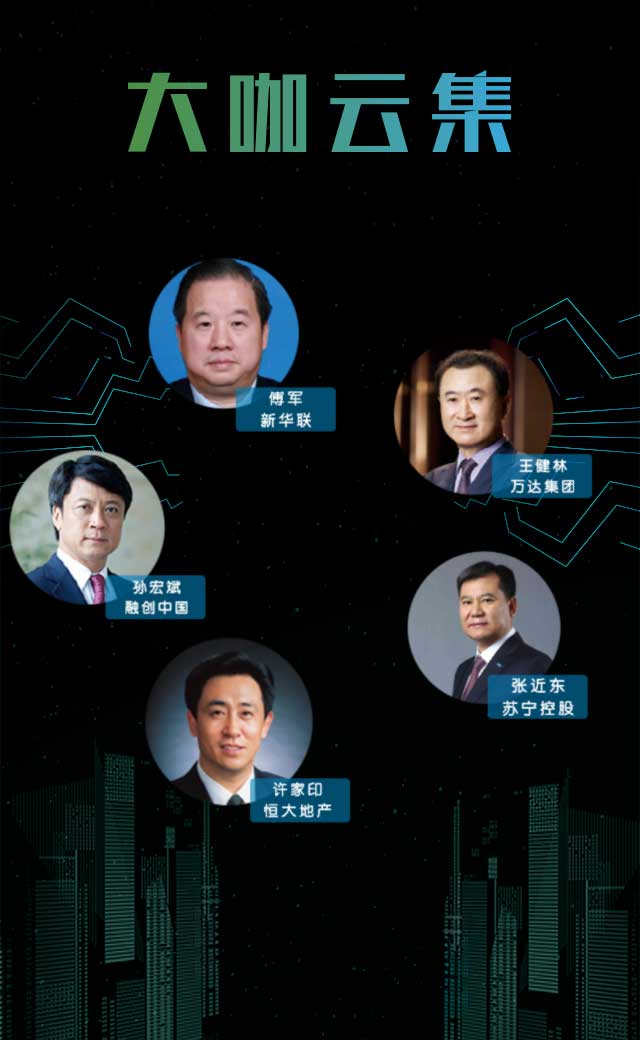 大咖云集
傅军
新华联
王健林
万达集团
孙宏斌
融创中国
张近东
苏宁控股
许家印
恒大地产